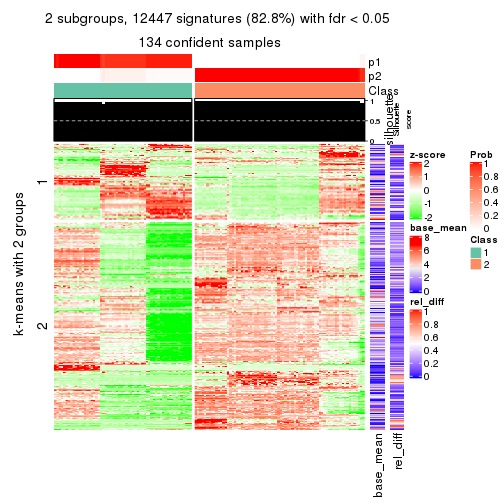 2 subgroups, 12447 signatures (82.8%) with fdr < 0.05
134 confident samples
p1
p2
Class
1
0.5
0
silhouette
Silhouette
score
k-means with 2 groups
1
2
base_mean
rel_diff
z-score
2
1
0
-1
-2
base_mean
8
6
4
2
0
rel_diff
1
0.8
0.6
0.4
0.2
0
Prob
1
0.8
0.6
0.4
0.2
0
Class
1
2